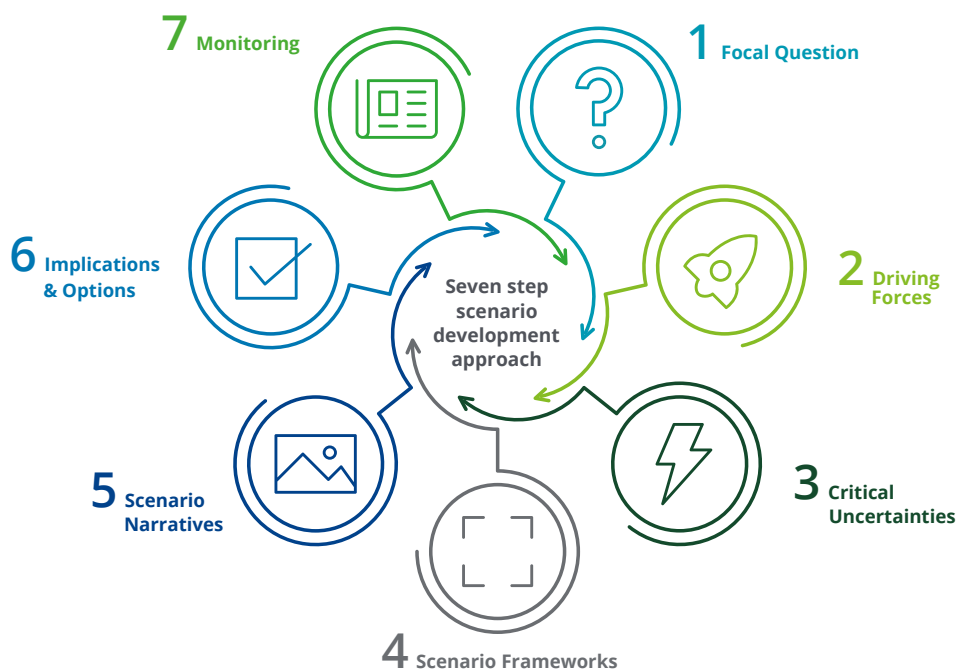 Seven step
scenario
development
approach
1 Focal Question
2 Driving
Forces
3 Critical
Uncertainties
4 Scenario Frameworks
5 Scenario
Narratives
6 Implications
& Options
7 Monitoring